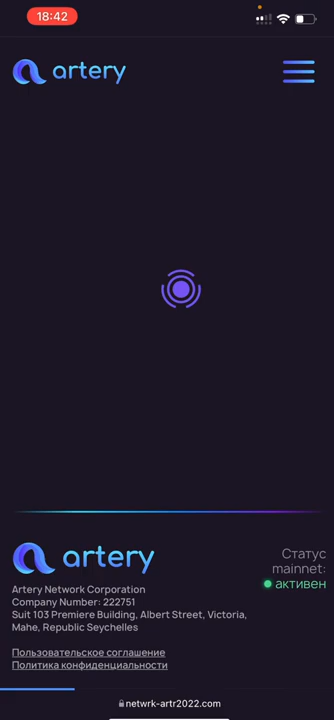 18:42
artery
artery
Статус
mainnet:
активен
Artery Network Corporation
Company Number: 222751
Suit 103 Premiere Building, Albert Street, Victoria,
Mahe, Republic Seychelles
Пользовательское соглашение
Политика конфиденциальности
netwrk-artr2022.com